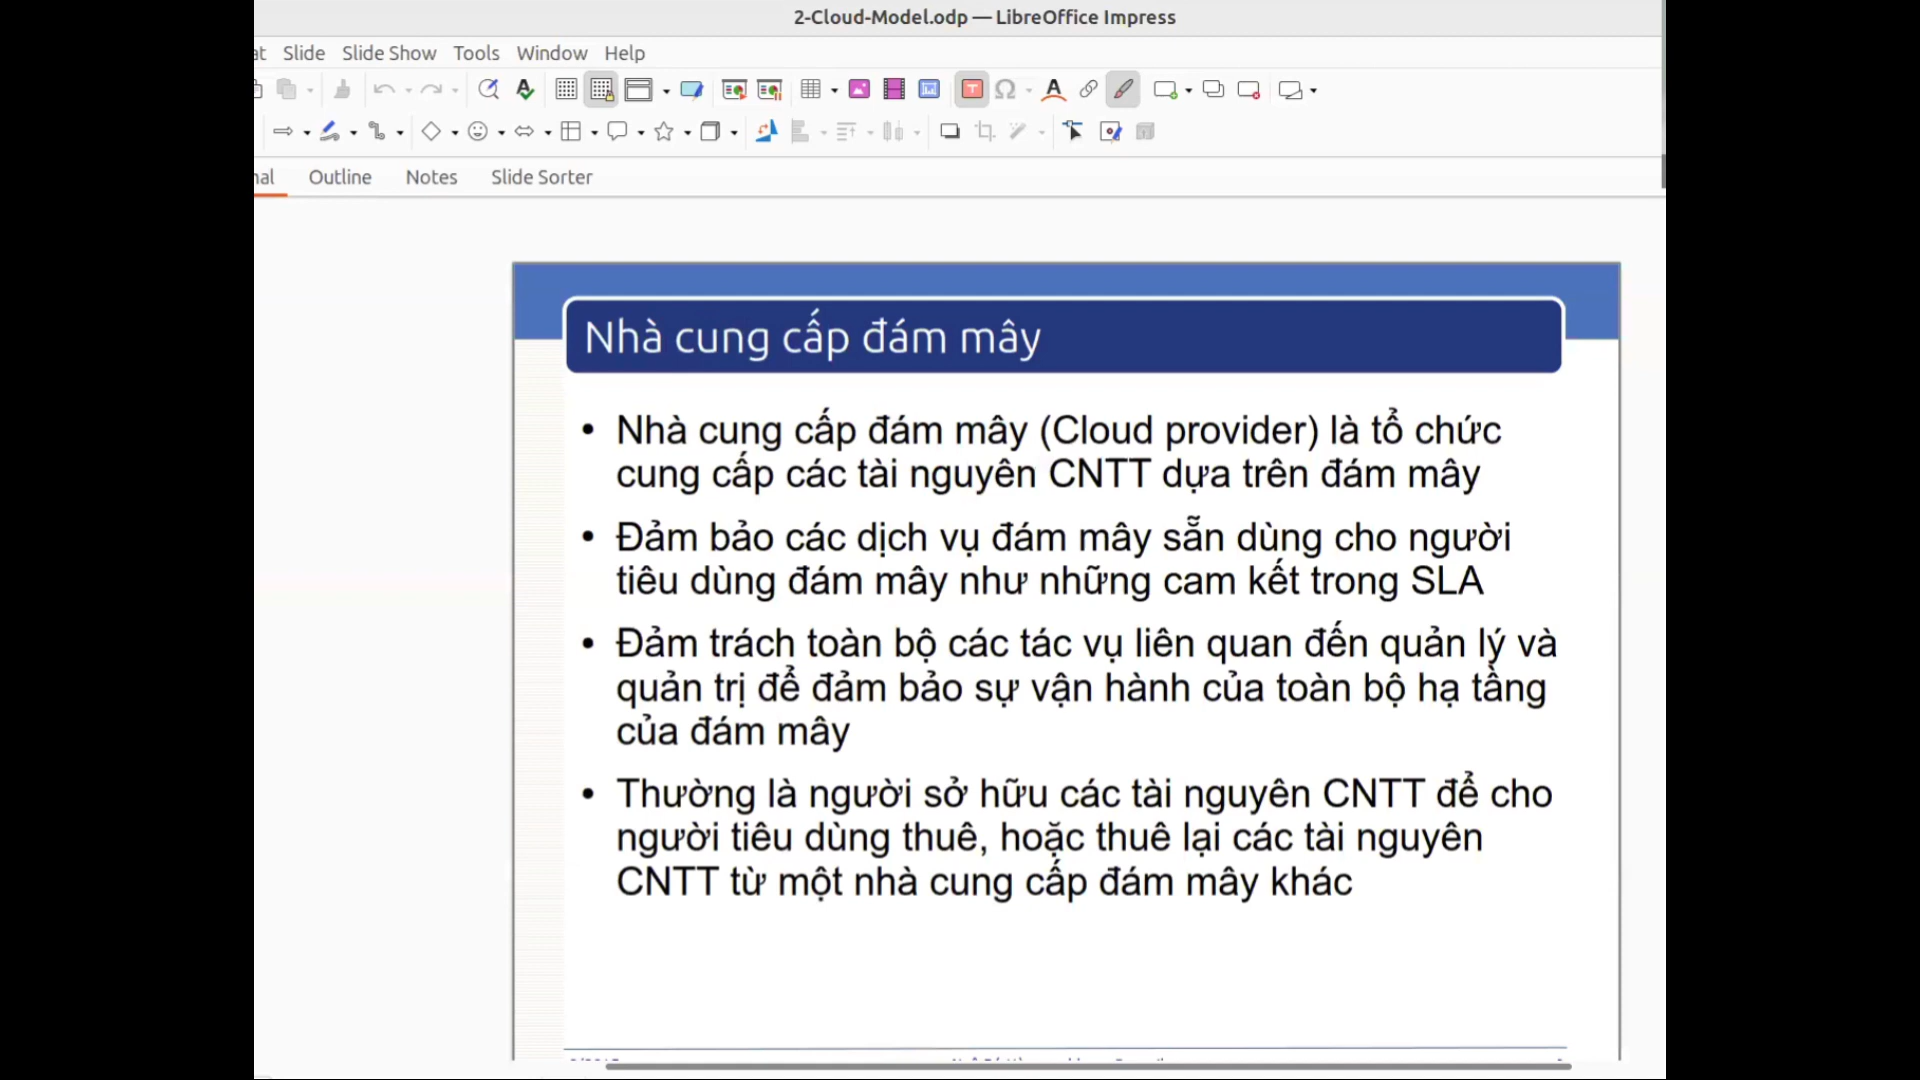 2-Cloud-Model.odp — LibreOffice Impress
at Slide Slide Show Tools Window Help
nal Outline Notes Slide Sorter
Nhà cung cấp đám mây
• Nhà cung cấp đám mây (Cloud provider) là tổ chức
cung cấp các tài nguyên CNTT dựa trên đám mây
• Đảm bảo các dịch vụ đám mây sẵn dùng cho người
tiêu dùng đám mây như những cam kết trong SLA
• Đảm trách toàn bộ các tác vụ liên quan đến quản lý và
quản trị để đảm bảo sự vận hành của toàn bộ hạ tầng
của đám mây
• Thường là người sở hữu các tài nguyên CNTT để cho
người tiêu dùng thuê, hoặc thuê lại các tài nguyên
CNTT từ một nhà cung cấp đám mây khác